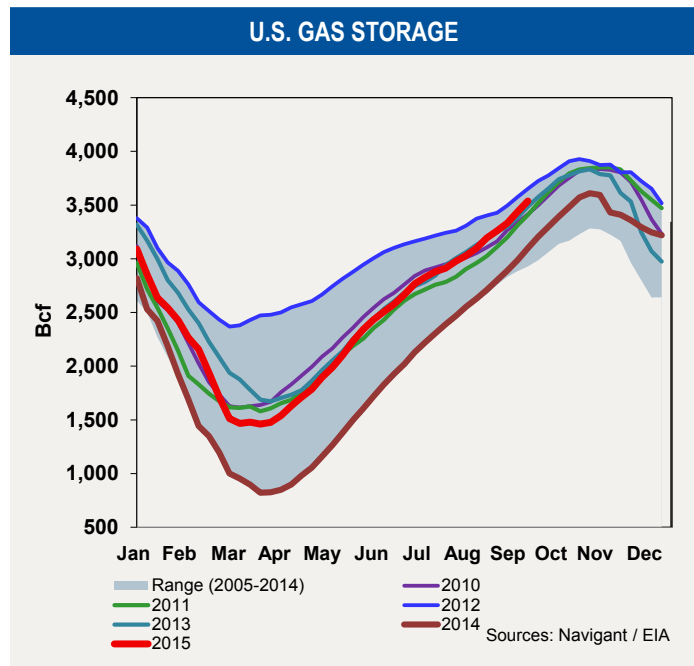 U.S. GAS STORAGE
4,500
4,000
3,500
3,000
2,500
2,000
1,500
1,000
500
Bcf
Jan Feb Mar Apr May Jun Jul Aug Sep Oct Nov Dec
Range (2005-2014) 2010
2011 2012
2013 2014
2015 Sources: Navigant / EIA